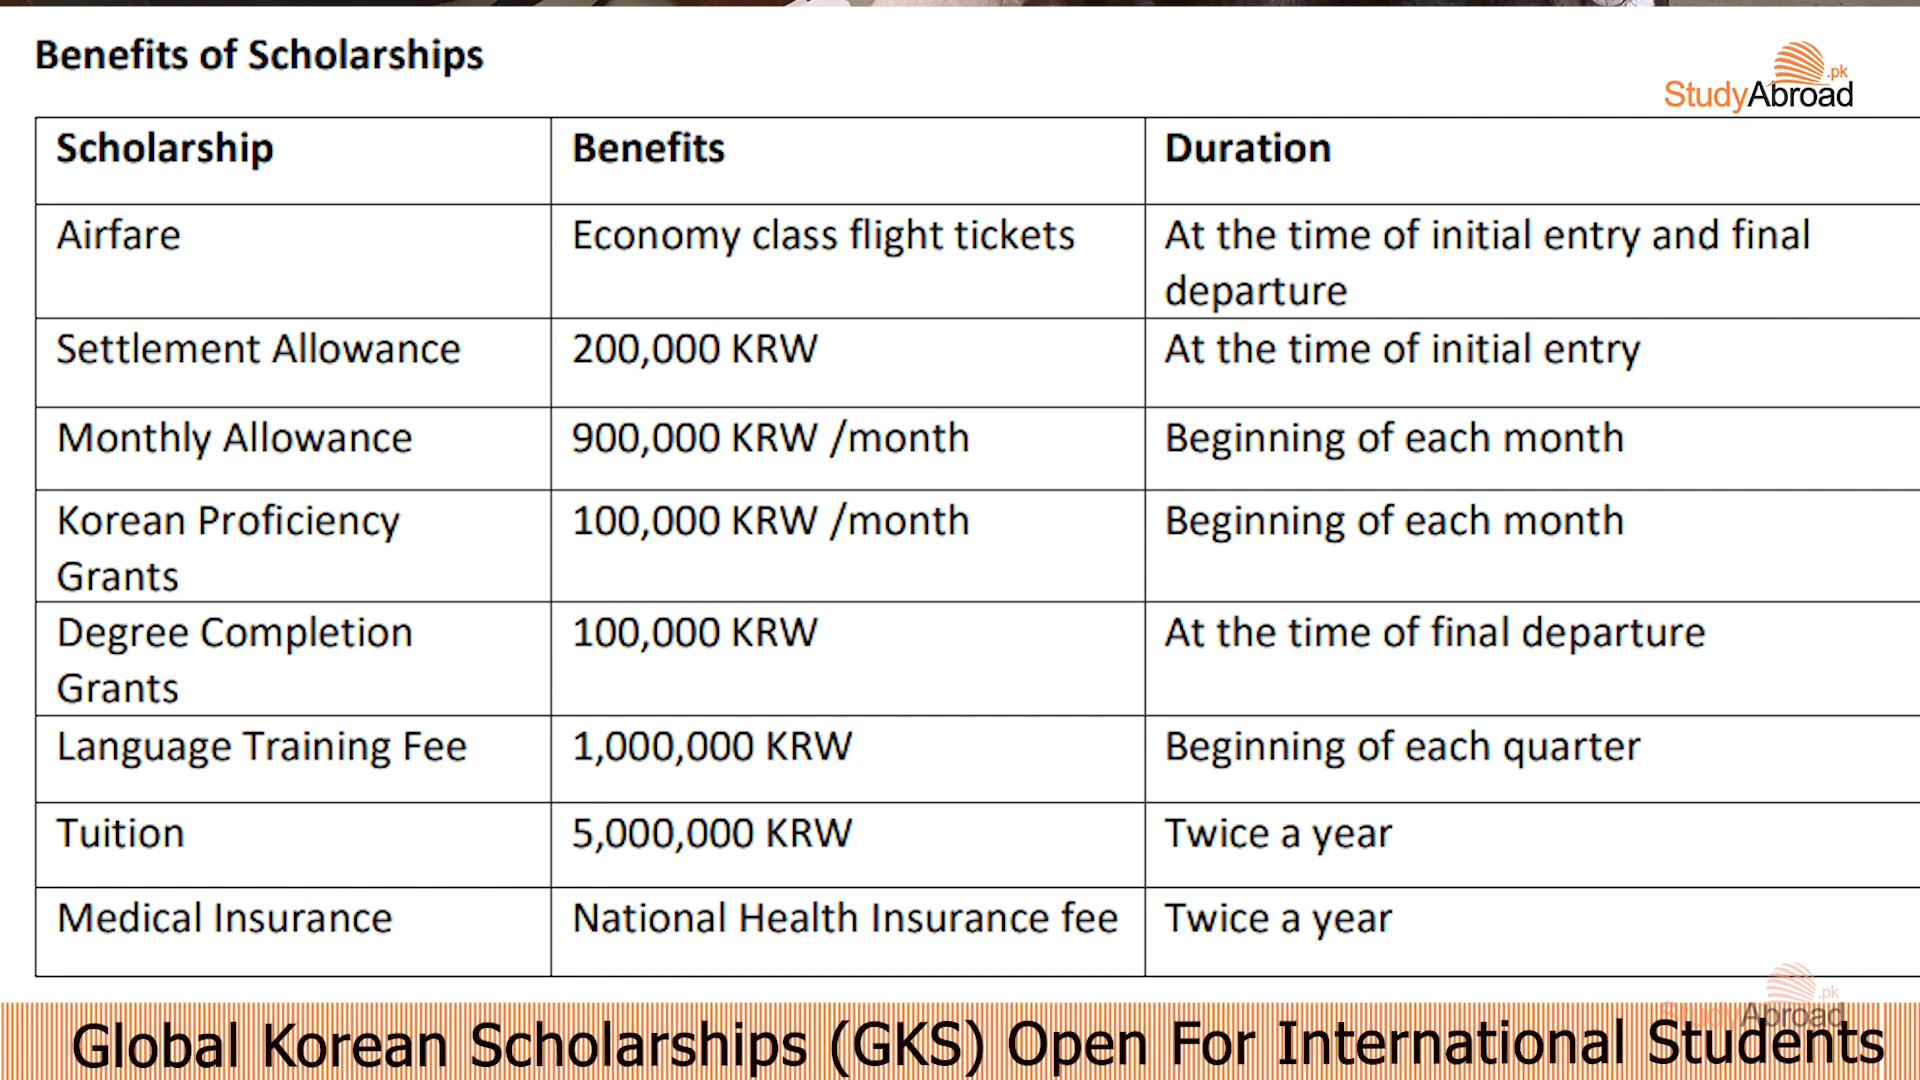 Benefits of Scholarships
StudyAbroad.pk
Scholarship Benefits Duration
Airfare Economy class flight tickets At the time of initial entry and final
departure
Settlement Allowance 200,000 KRW At the time of initial entry
Monthly Allowance 900,000 KRW /month Beginning of each month
Korean Proficiency 100,000 KRW /month Beginning of each month
Grants
Degree Completion 100,000 KRW At the time of final departure
Grants
Language Training Fee 1,000,000 KRW Beginning of each quarter
Tuition 5,000,000 KRW Twice a year
Medical Insurance National Health Insurance fee Twice a year
StudyAbroad.pk
Global Korean Scholarships (GKS) Open For International Students